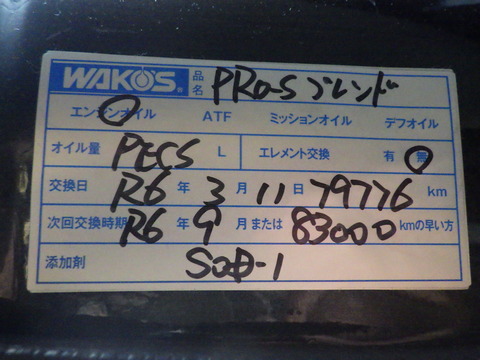 WAKO'S® 品名 PRO-Sブレンド
エンジンオイル ATF ミッションオイル デフオイル
オイル量 PECS L エレメント交換 有 無
交換日 R6 年 3 月 11 日 79776 km
次回交換時期 R6 年 9 月 または 83000 kmの早い方
添加剤 SOD-1